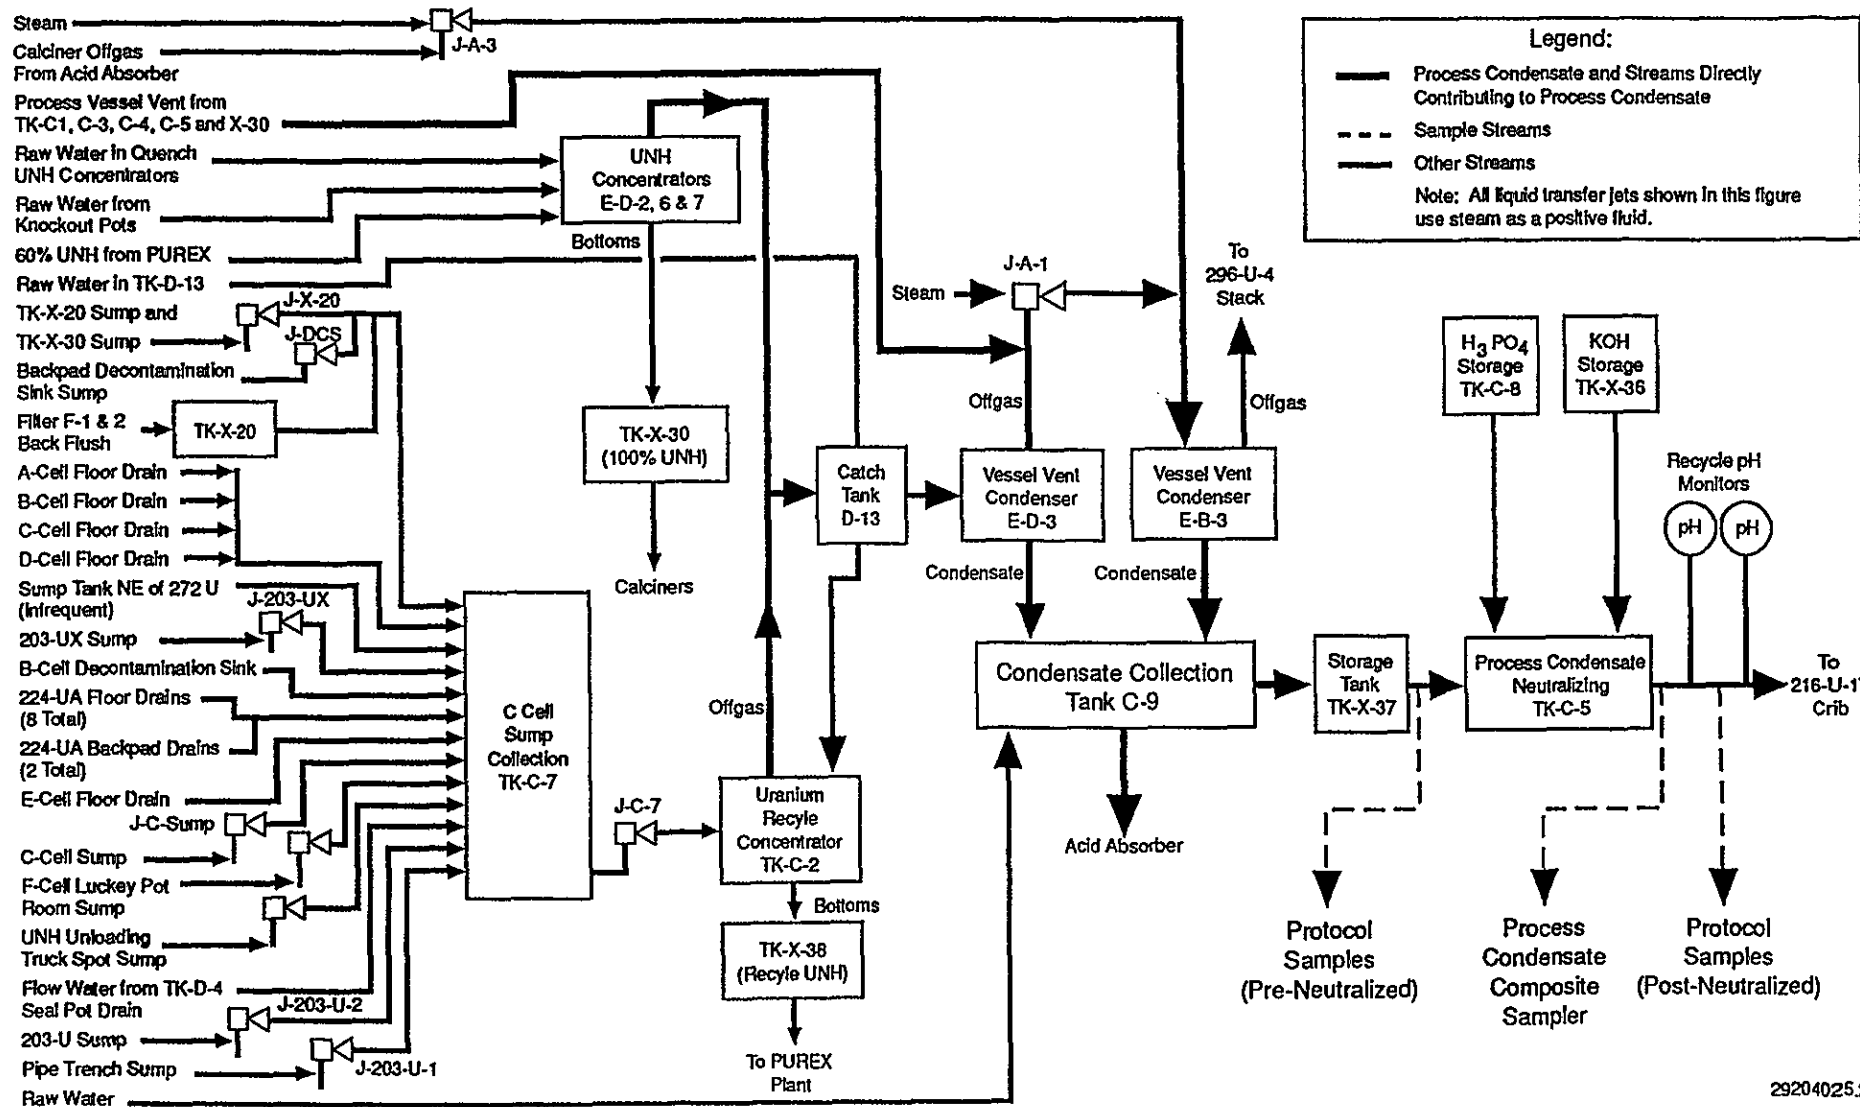 Steam
J-A-3
Calciner Offgas
From Acid Absorber
Process Vessel Vent from
TK-C1, C-3, C-4, C-5 and X-30
Raw Water in Quench
UNH Concentrators
Raw Water from
Knockout Pots
60% UNH from PUREX
Raw Water in TK-D-13
TK-X-20 Sump and
TK-X-30 Sump
J-X-20
J-DCS
Backpad Decontamination
Sink Sump
Filler F-1 & 2
Back Flush
TK-X-20
A-Cell Floor Drain
B-Cell Floor Drain
C-Cell Floor Drain
D-Cell Floor Drain
Sump Tank NE of 272 U
(Infrequent)
J-203-UX
203-UX Sump
B-Cell Decontamination Sink
224-UA Floor Drains
(8 Total)
224-UA Backpad Drains
(2 Total)
E-Cell Floor Drain
J-C-Sump
C-Cell Sump
F-Cell Luckey Pot
Room Sump
UNH Unloading
Truck Spot Sump
Flow Water from TK-D-4
Seal Pot Drain
J-203-U-2
203-U Sump
Pipe Trench Sump
J-203-U-1
Raw Water
UNH
Concentrators
E-D-2, 6 & 7
Bottoms
TK-X-30
(100% UNH)
Calciners
C Cell
Sump
Collection
TK-C-7
J-C-7
Offgas
Uranium
Recyle
Concentrator
TK-C-2
Bottoms
TK-X-38
(Recyle UNH)
To PUREX
Plant
Catch
Tank
D-13
Steam
J-A-1
Offgas
Vessel Vent
Condenser
E-D-3
Condensate
To
296-U-4
Stack
Offgas
Vessel Vent
Condenser
E-B-3
Condensate
Condensate Collection
Tank C-9
Acid Absorber
Storage
Tank
TK-X-37
H3 PO4
Storage
TK-C-8
KOH
Storage
TK-X-36
Process Condensate
Neutralizing
TK-C-5
Recycle pH
Monitors
pH
pH
To
216-U-1
Crib
Protocol
Samples
(Pre-Neutralized)
Process
Condensate
Composite
Sampler
Protocol
Samples
(Post-Neutralized)
Legend:
Process Condensate and Streams Directly
Contributing to Process Condensate
Sample Streams
Other Streams
Note: All liquid transfer jets shown in this figure
use steam as a positive fluid.
29204025.